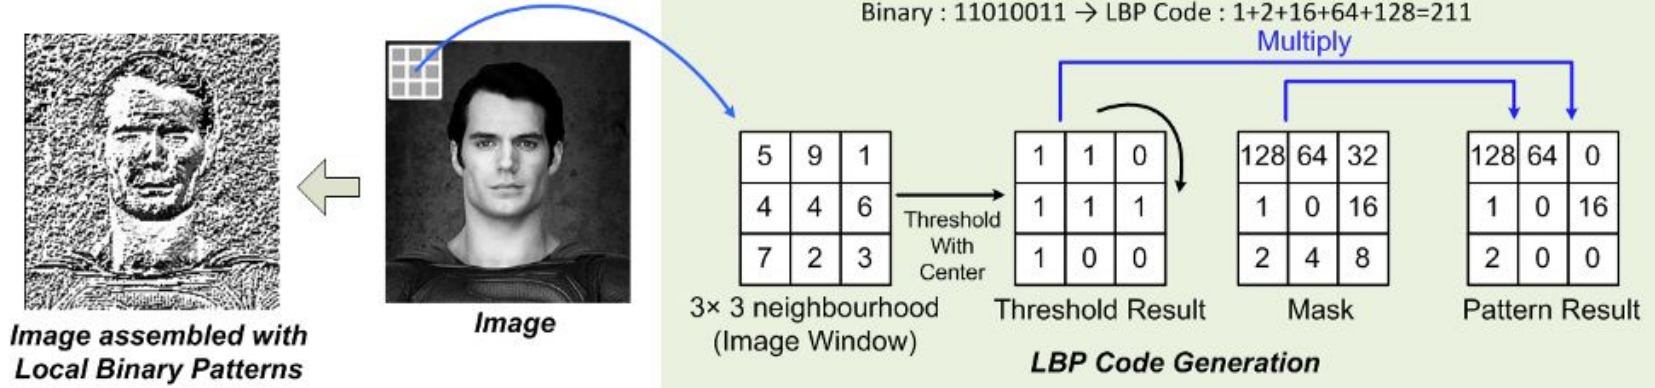 Binary : 11010011 → LBP Code : 1+2+16+64+128=211
Multiply
5 9 1
4 4 6
7 2 3
Threshold
With
Center
1 1 0
1 1 1
1 0 0
128 64 32
1 0 16
2 4 8
128 64 0
1 0 16
2 0 0
3× 3 neighbourhood
(Image Window)
Threshold Result
Mask
Pattern Result
LBP Code Generation
Image
Image assembled with
Local Binary Patterns